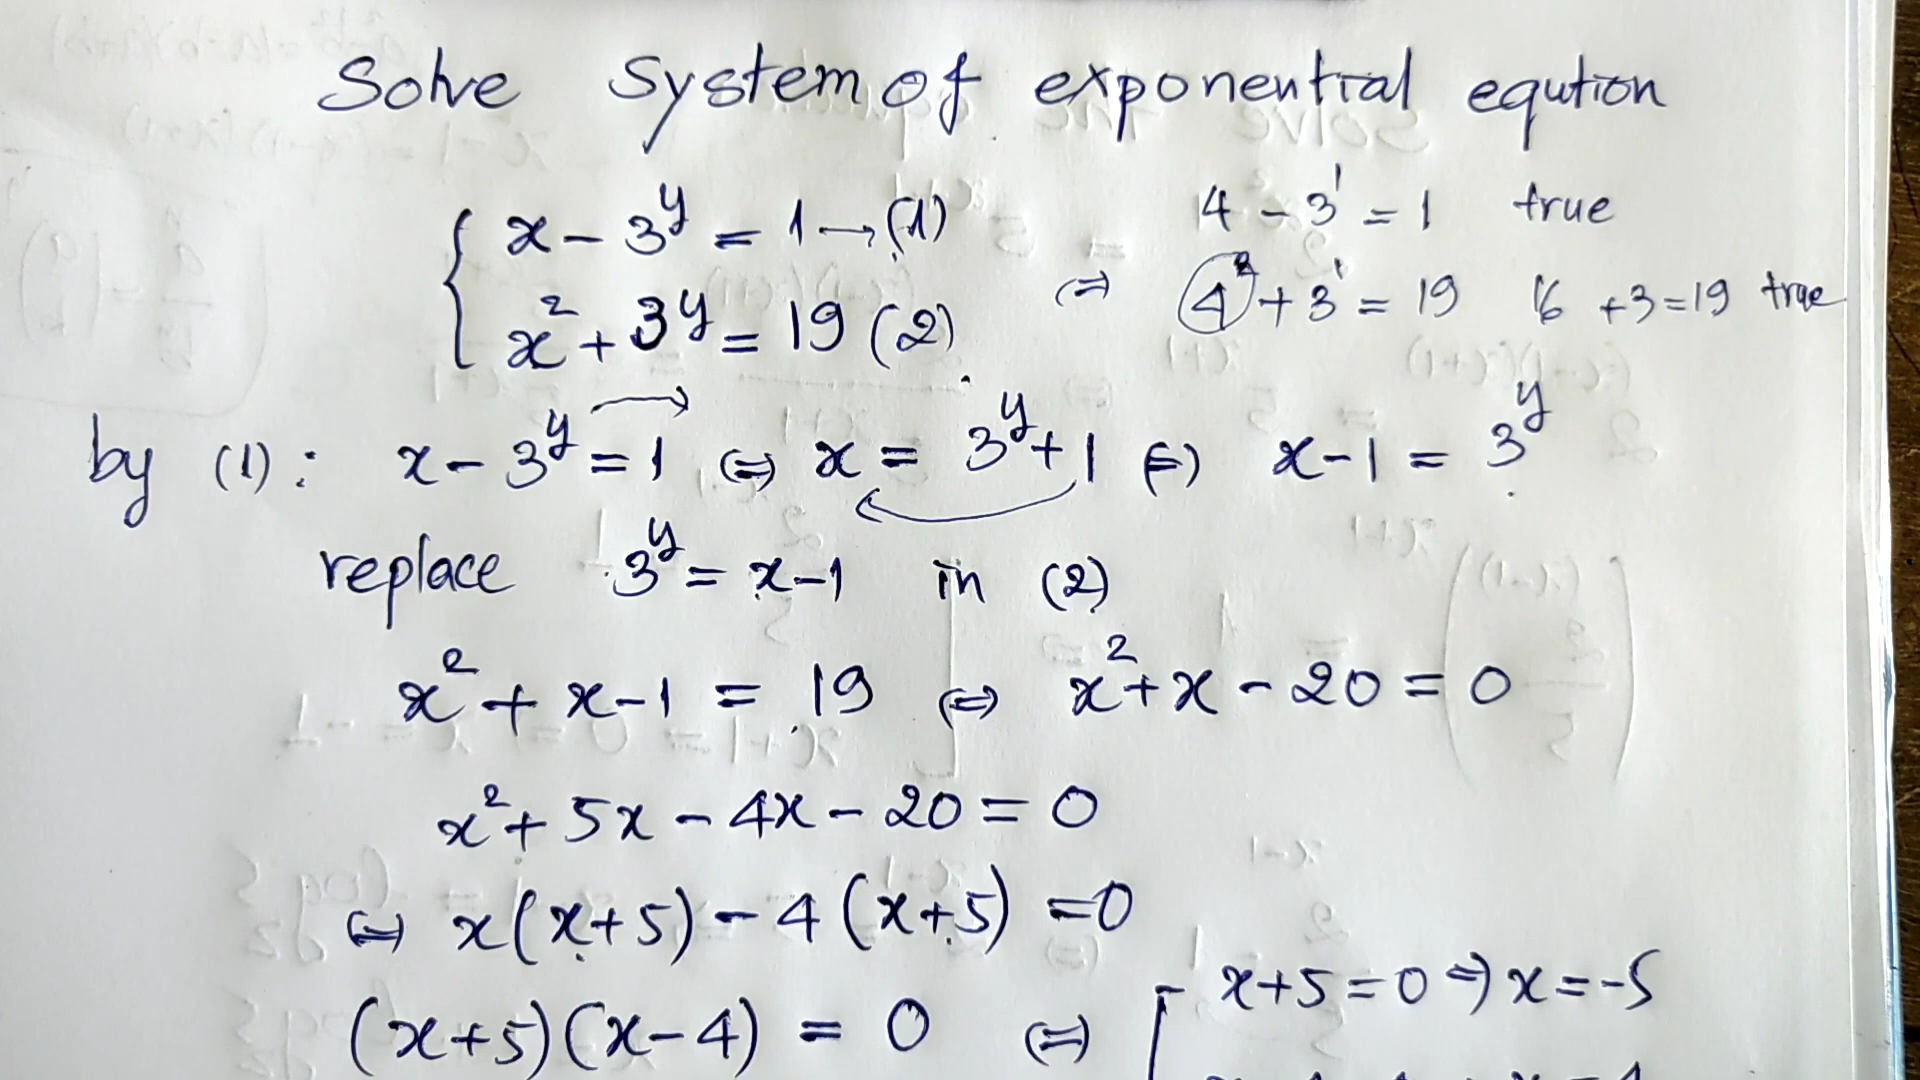 Solve system of exponential eqution
x - 3^y = 1 → (1)
4 - 3^1 = 1 true
x^2 + 3^y = 19 (2)
⇔ 4^2 + 3^1 = 19 16 + 3 = 19 true
by (1): x - 3^y = 1 ⇔ x = 3^y + 1 ⇔ x - 1 = 3^y
replace 3^y = x - 1 in (2)
x^2 + x - 1 = 19 ⇔ x^2 + x - 20 = 0
x^2 + 5x - 4x - 20 = 0
⇔ x(x+5) - 4(x+5) = 0
(x+5)(x-4) = 0 ⇔ [ x+5 = 0 ⇒ x = -5